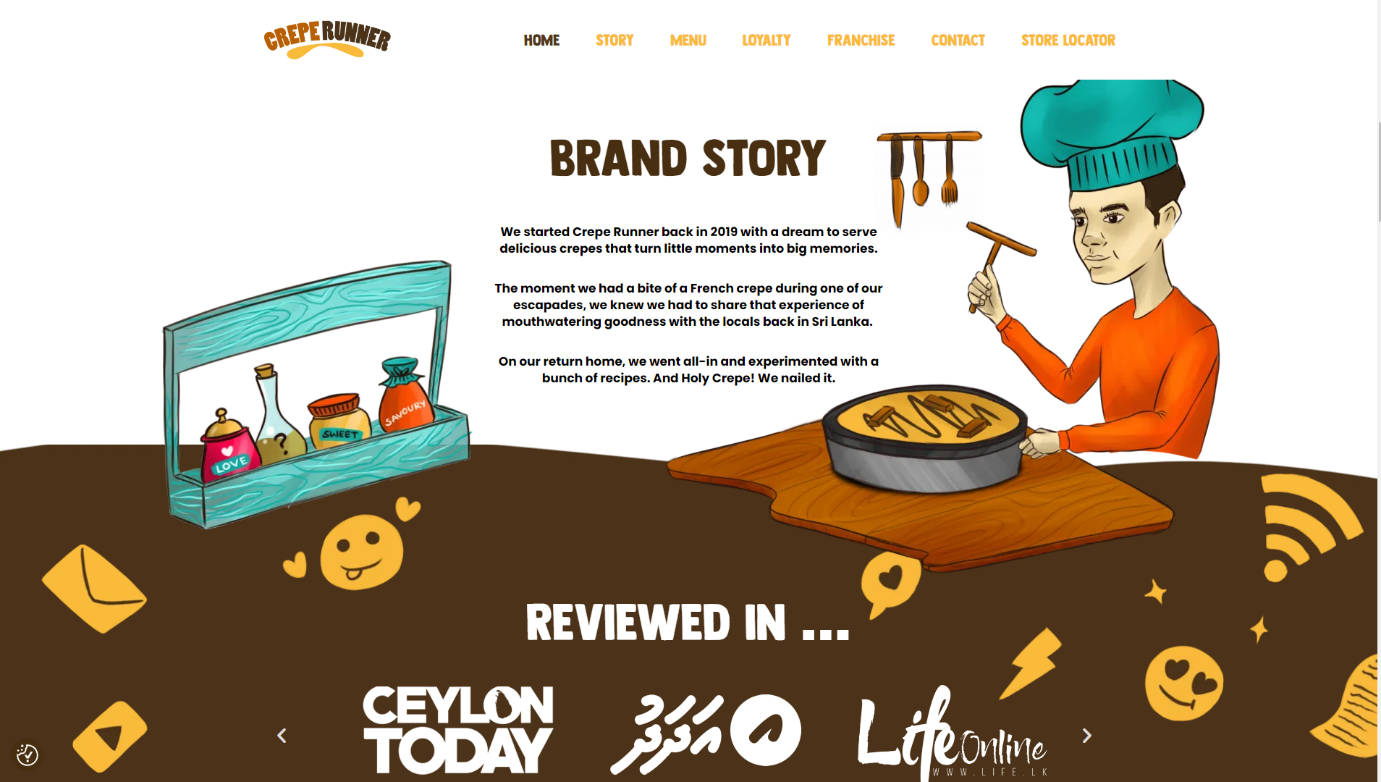 CREPE RUNNER
HOME STORY MENU LOYALTY FRANCHISE CONTACT STORE LOCATOR
BRAND STORY
We started Crepe Runner back in 2019 with a dream to serve
delicious crepes that turn little moments into big memories.
The moment we had a bite of a French crepe during one of our
escapades, we knew we had to share that experience of
mouthwatering goodness with the locals back in Sri Lanka.
On our return home, we went all-in and experimented with a
bunch of recipes. And Holy Crepe! We nailed it.
LOVE
?
SWEET
SAVOURY
REVIEWED IN ...
CEYLON
TODAY
Life Online
WWW.LIFE.LK